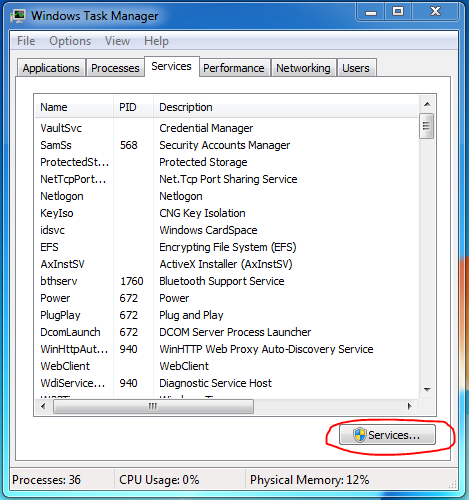 Windows Task Manager
File Options View Help
Applications Processes Services Performance Networking Users
Name PID Description
VaultSvc Credential Manager
SamSs 568 Security Accounts Manager
ProtectedSt... Protected Storage
NetTcpPort... Net.Tcp Port Sharing Service
Netlogon Netlogon
KeyIso CNG Key Isolation
idsvc Windows CardSpace
EFS Encrypting File System (EFS)
AxInstSV ActiveX Installer (AxInstSV)
bthserv 1760 Bluetooth Support Service
Power 672 Power
PlugPlay 672 Plug and Play
DcomLaunch 672 DCOM Server Process Launcher
WinHttpAut... 940 WinHTTP Web Proxy Auto-Discovery Service
WebClient WebClient
WdiService... 940 Diagnostic Service Host
Services...
Processes: 36 CPU Usage: 0% Physical Memory: 12%